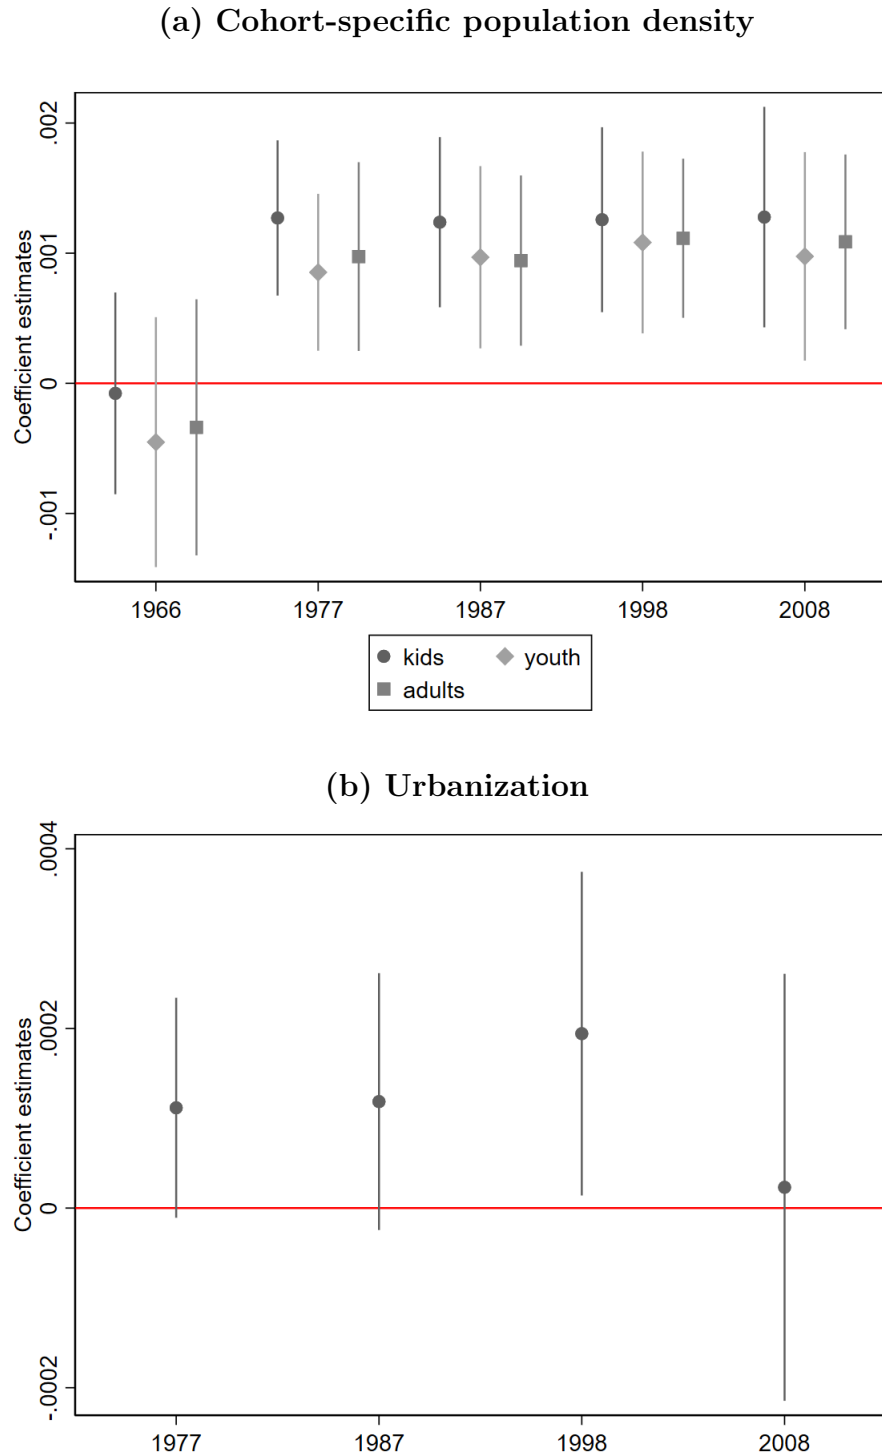 (a) Cohort-specific population density
.002
.001
0
-.001
Coefficient estimates
1966 1977 1987 1998 2008
kids youth
adults
(b) Urbanization
.0004
.0002
0
-.0002
Coefficient estimates
1977 1987 1998 2008